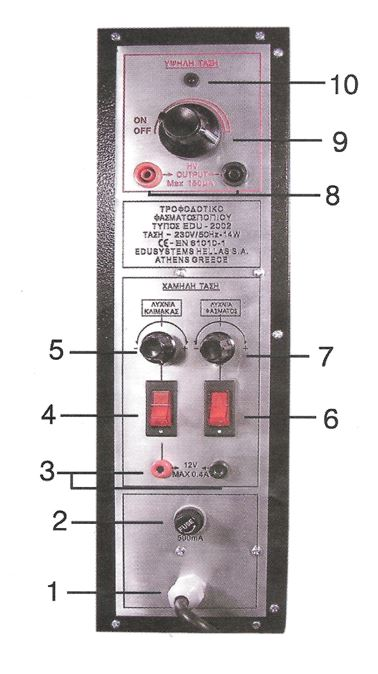 ΥΨΗΛΗ ΤΑΣΗ
10
ON
OFF
9
HV
OUTPUT
Max 150μA
8
ΤΡΟΦΟΔΟΤΙΚΟ
ΦΑΣΜΑΤΟΣΠΟΠΙΟΥ
ΤΥΠΟΣ EDU - 2002
ΤΑΣΗ ~ 230V/50Hz-14W
CE - EN 61010-1
EDUSYSTEMS HELLAS S.A.
ATHENS GREECE
ΧΑΜΗΛΗ ΤΑΣΗ
ΛΥΧΝΙΑ
ΚΛΙΜΑΚΑΣ
ΛΥΧΝΙΑ
ΦΑΣΜΑΤΟΣ
5
7
4
6
3
12V
MAX 0.4A
2
FUSE
500mA
1